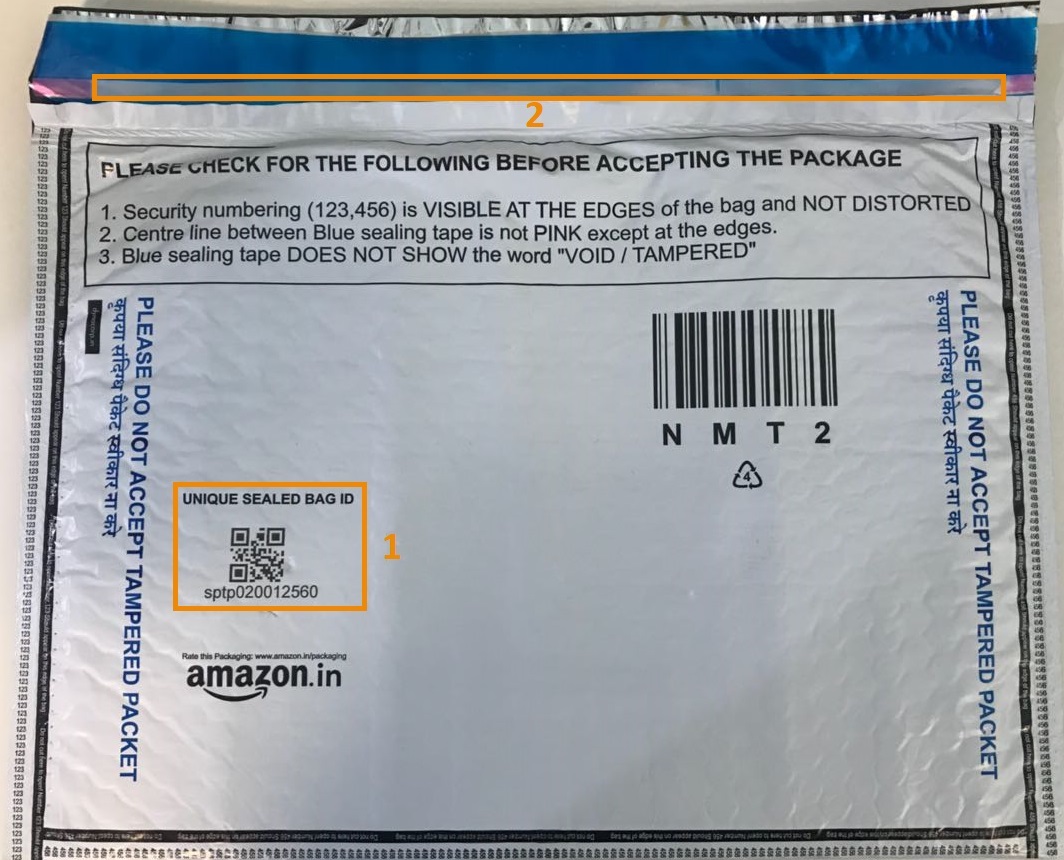 2
PLEASE CHECK FOR THE FOLLOWING BEFORE ACCEPTING THE PACKAGE
1. Security numbering (123,456) is VISIBLE AT THE EDGES of the bag and NOT DISTORTED
2. Centre line between Blue sealing tape is not PINK except at the edges.
3. Blue sealing tape DOES NOT SHOW the word "VOID / TAMPERED"
PLEASE DO NOT ACCEPT TAMPERED PACKET
कृपया संदिग्ध पैकेट स्वीकार ना करे
N M T 2
4
UNIQUE SEALED BAG ID
sptp020012560
1
Rate this Packaging: www.amazon.in/packaging
amazon.in
PLEASE DO NOT ACCEPT TAMPERED PACKET
कृपया संदिग्ध पैकेट स्वीकार ना करे